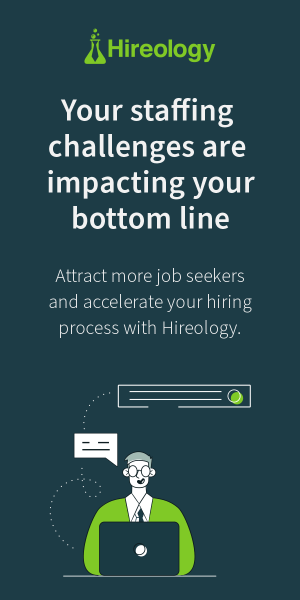 Hireology
Your staffing
challenges are
impacting your
bottom line
Attract more job seekers
and accelerate your hiring
process with Hireology.